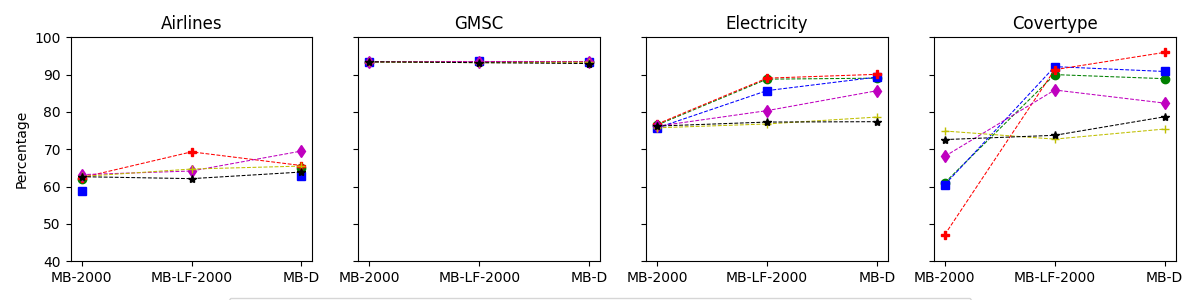 Airlines GMSC Electricity Covertype
100
90
80
70
60
50
40
Percentage
MB-2000 MB-LF-2000 MB-D MB-2000 MB-LF-2000 MB-D MB-2000 MB-LF-2000 MB-D MB-2000 MB-LF-2000 MB-D